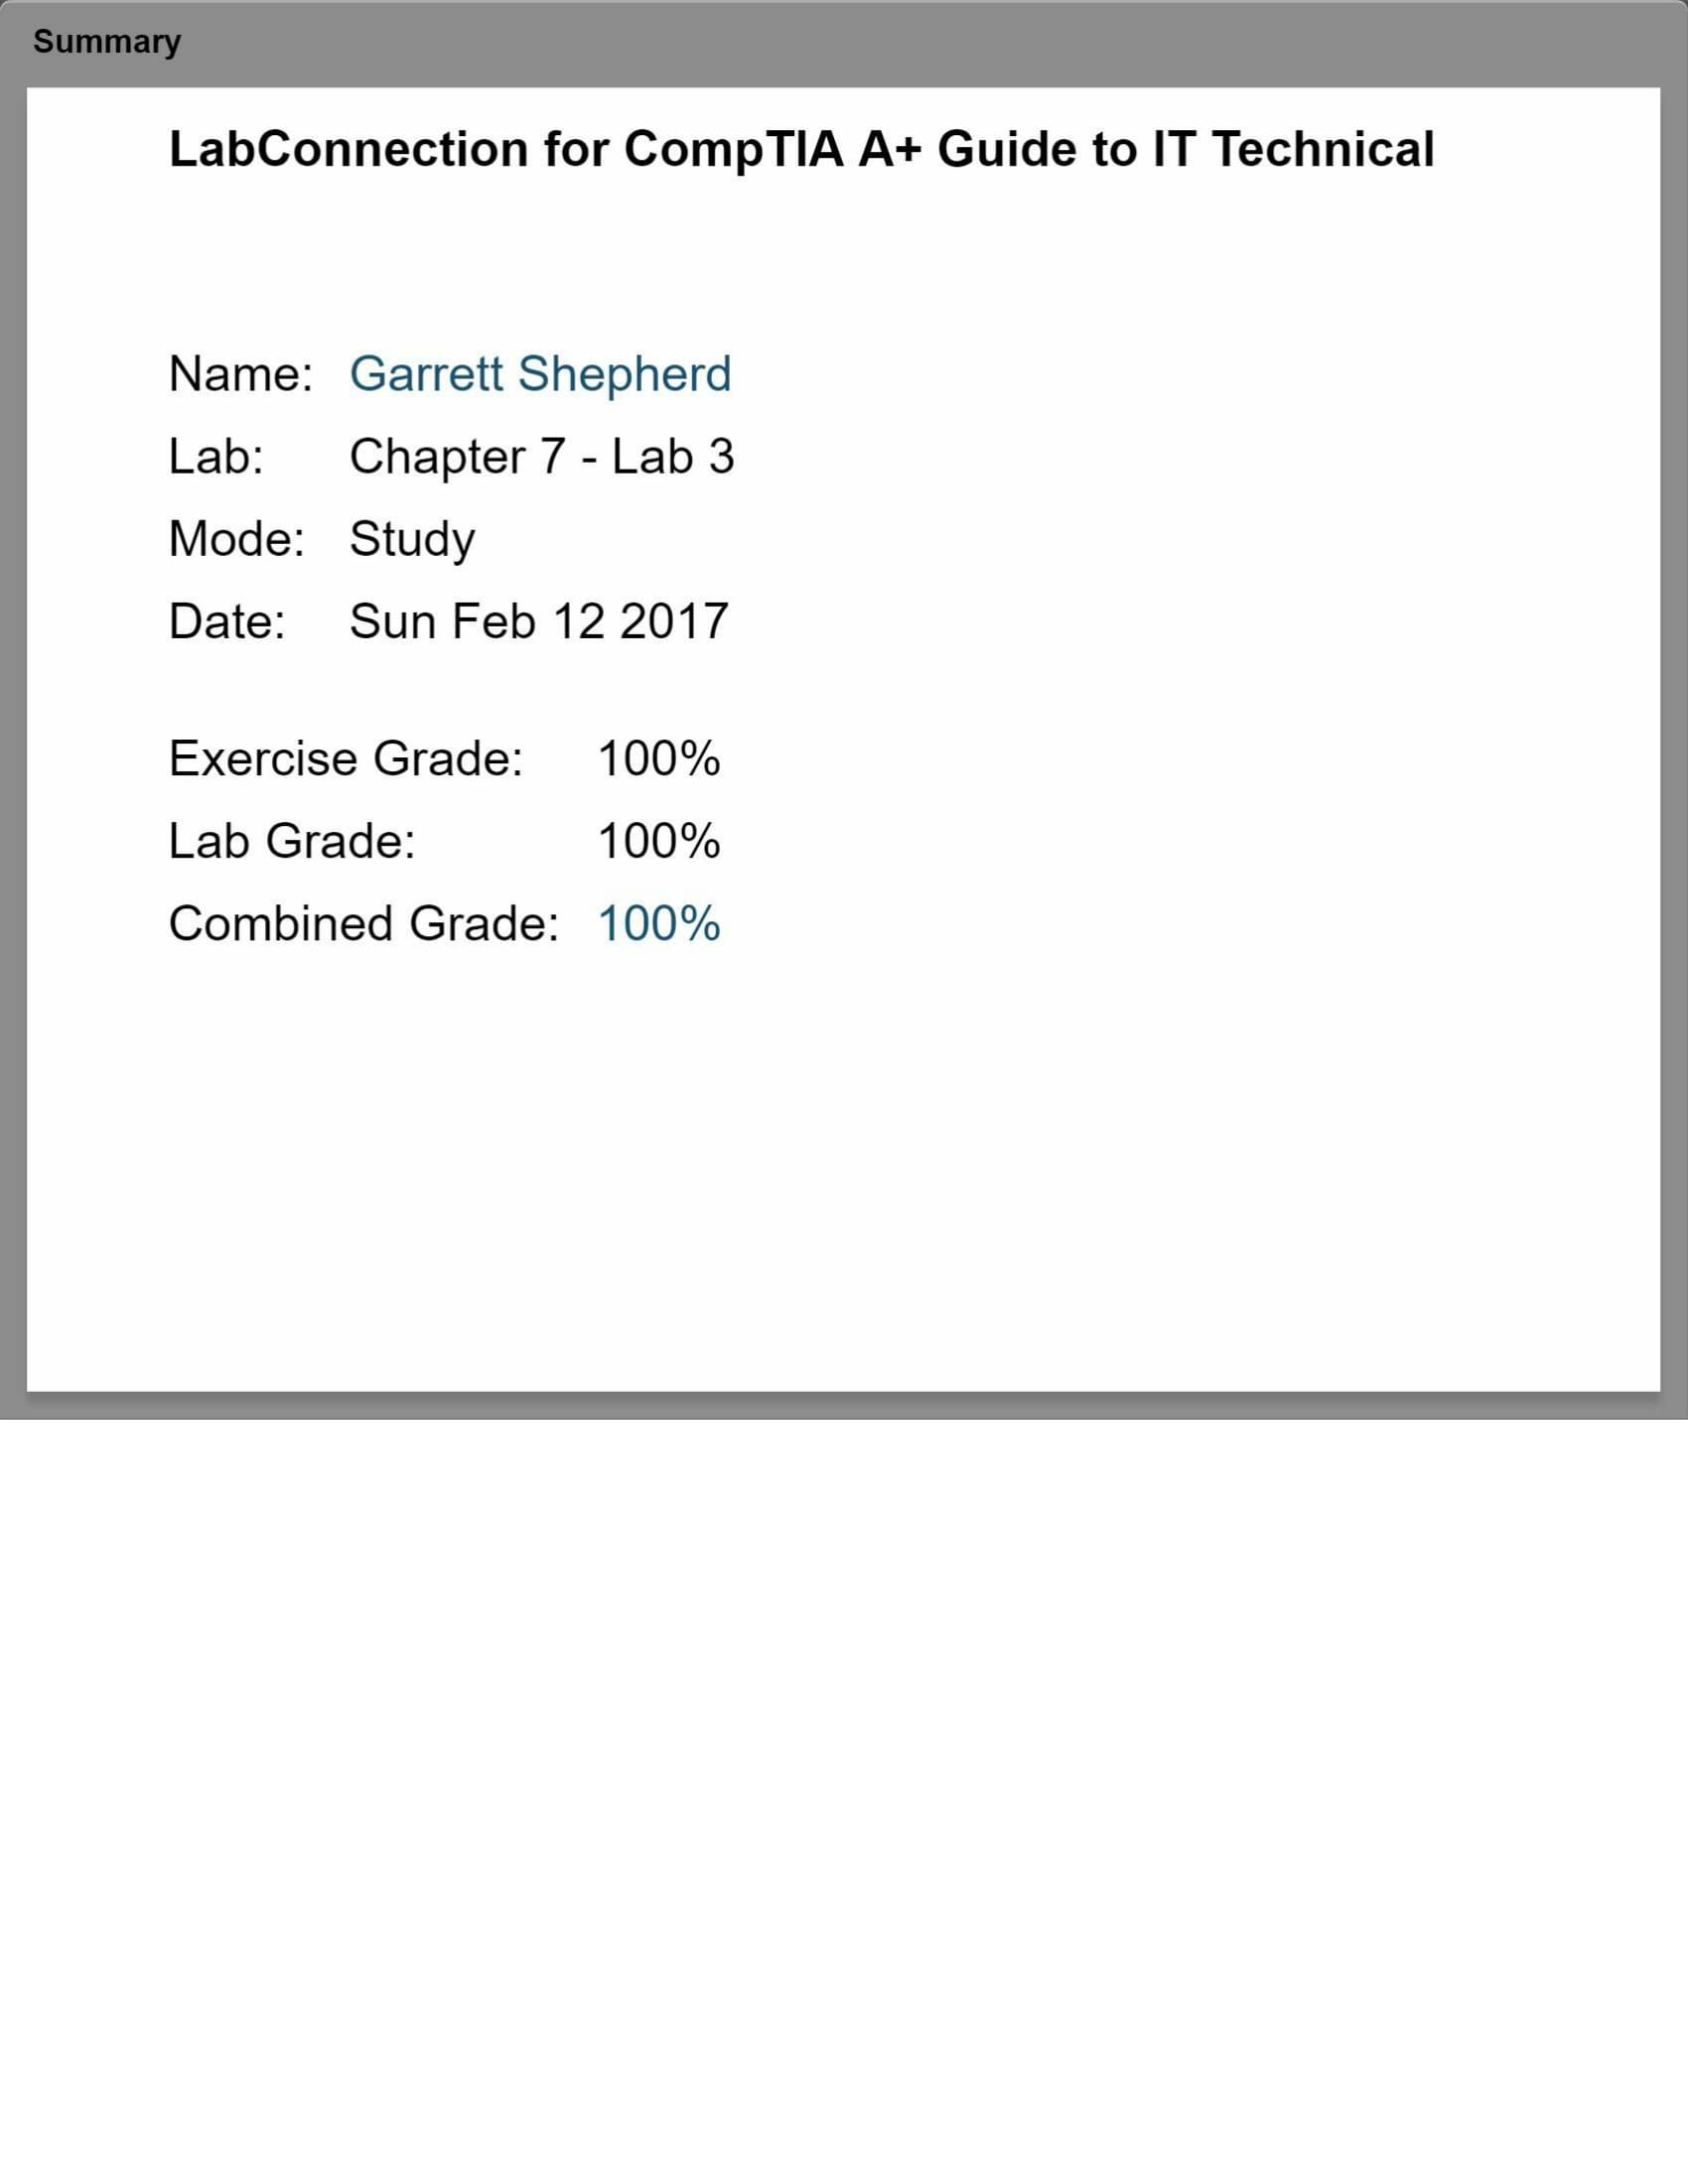 Summary
LabConnection for CompTIA A+ Guide to IT Technical
Name: Garrett Shepherd
Lab: Chapter 7 - Lab 3
Mode: Study
Date: Sun Feb 12 2017
Exercise Grade: 100%
Lab Grade: 100%
Combined Grade: 100%